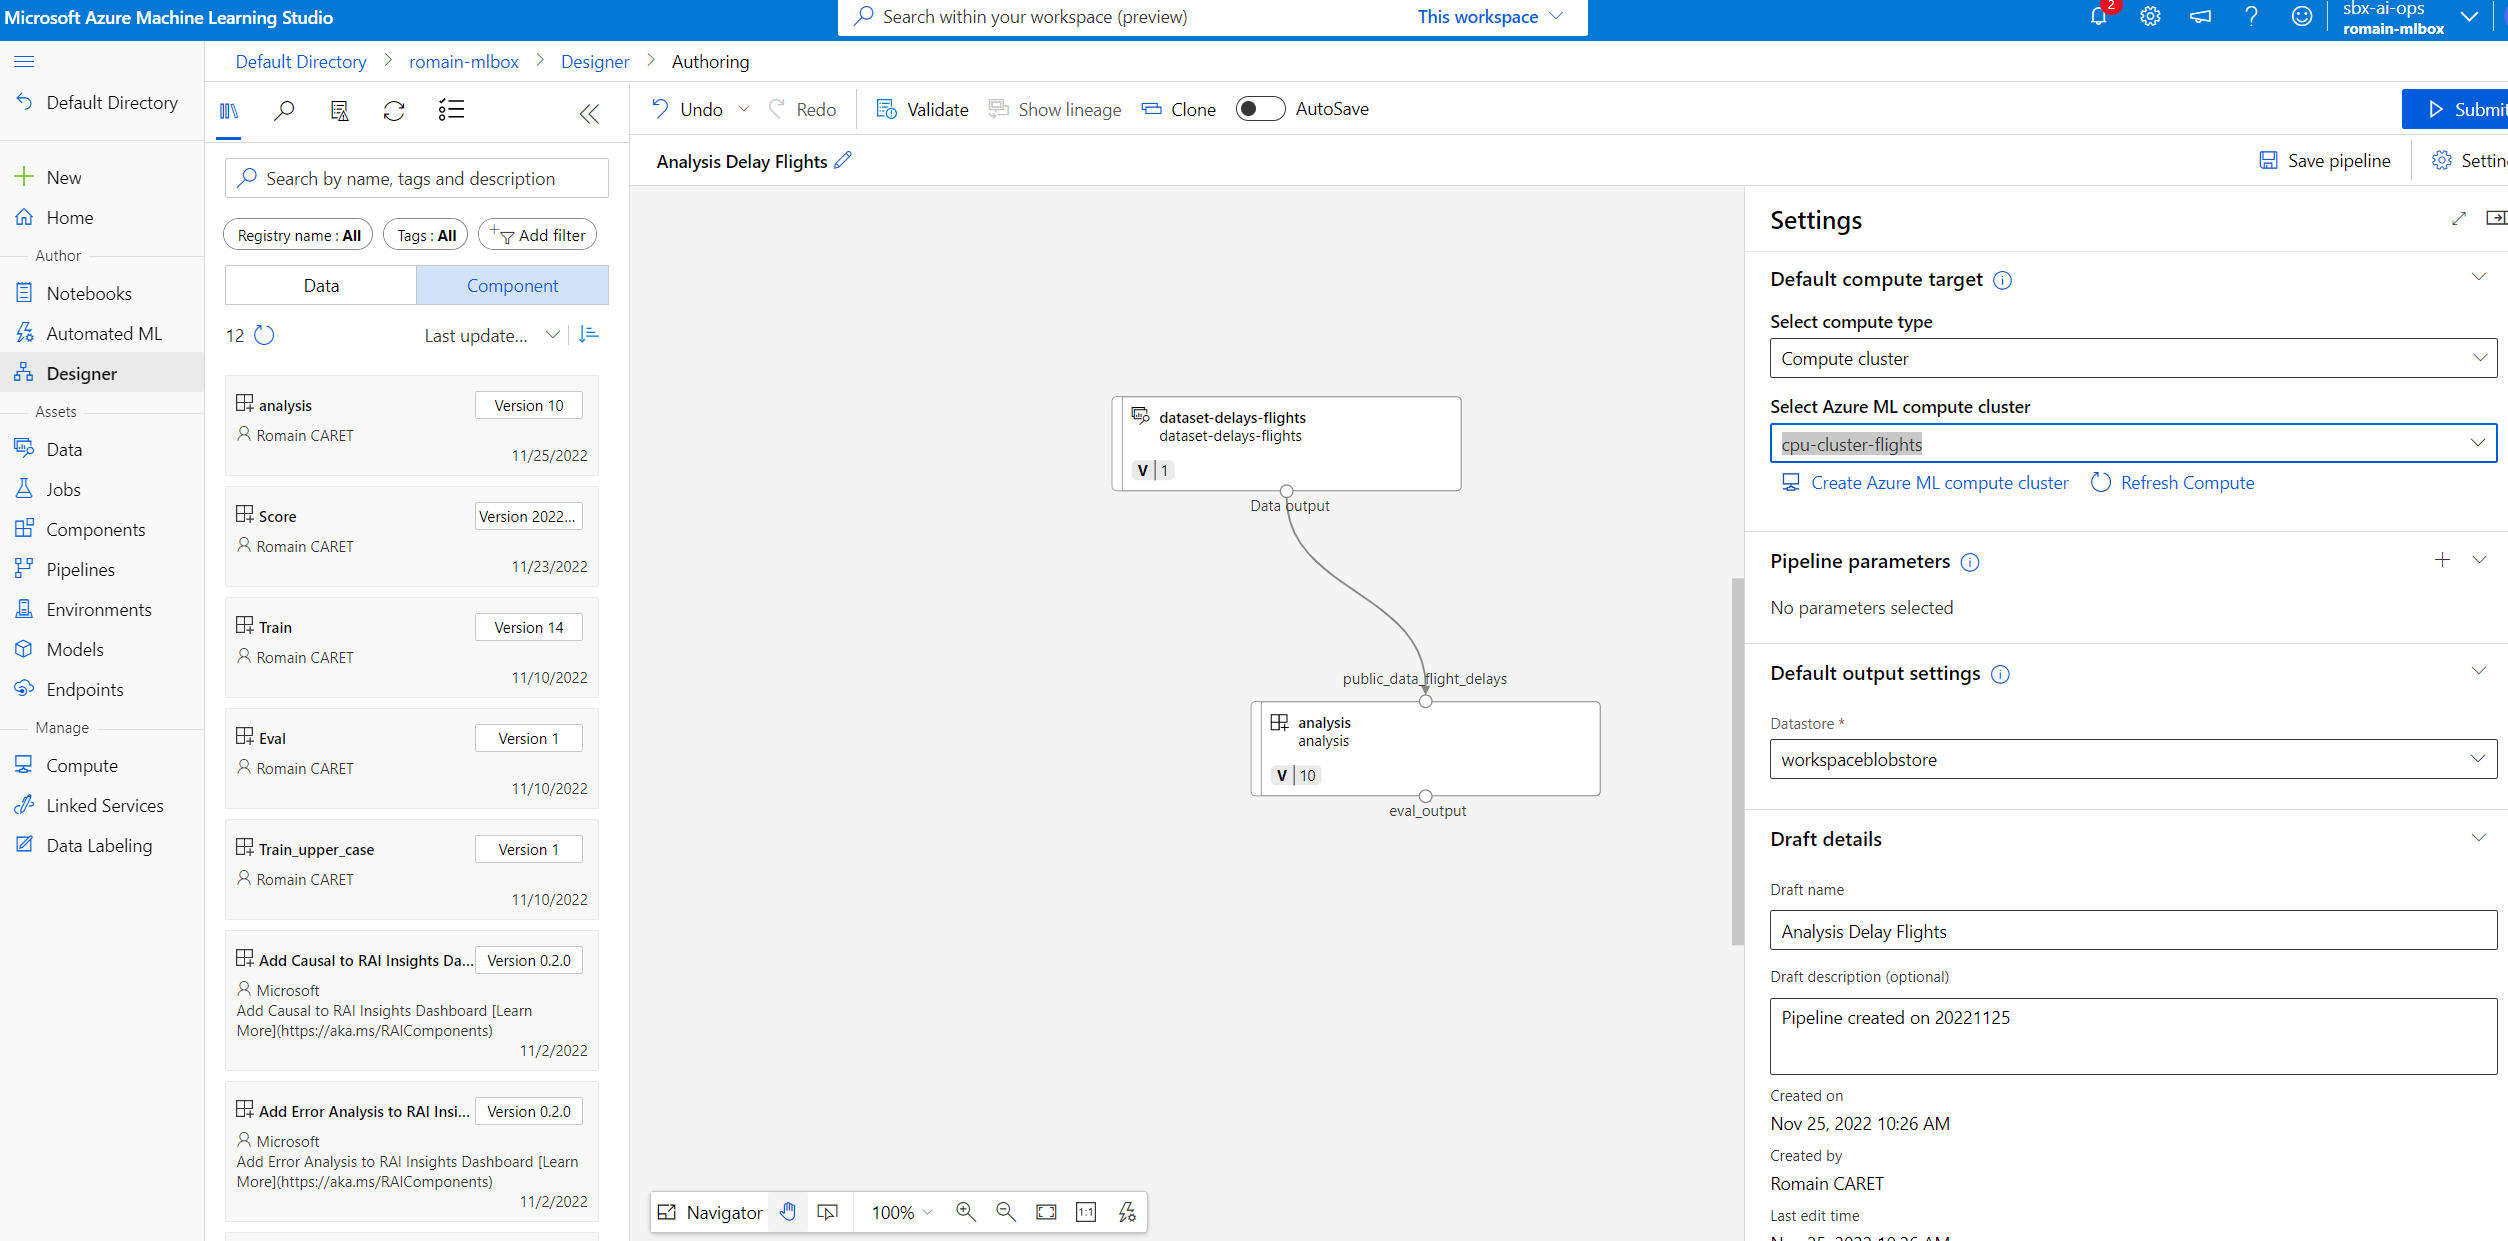 Microsoft Azure Machine Learning Studio
Search within your workspace (preview)
This workspace
2
sbx-ai-ops
romain-mlbox
Default Directory
romain-mlbox
Designer
Authoring
Default Directory
New
Home
Author
Notebooks
Automated ML
Designer
Assets
Data
Jobs
Components
Pipelines
Environments
Models
Endpoints
Manage
Compute
Linked Services
Data Labeling
Search by name, tags and description
Registry name : All
Tags : All
Add filter
Data
Component
12
Last update...
analysis
Version 10
Romain CARET
11/25/2022
Score
Version 2022...
Romain CARET
11/23/2022
Train
Version 14
Romain CARET
11/10/2022
Eval
Version 1
Romain CARET
11/10/2022
Train_upper_case
Version 1
Romain CARET
11/10/2022
Add Causal to RAI Insights Da...
Version 0.2.0
Microsoft
Add Causal to RAI Insights Dashboard [Learn
More](https://aka.ms/RAIComponents)
11/2/2022
Add Error Analysis to RAI Insi...
Version 0.2.0
Microsoft
Add Error Analysis to RAI Insights Dashboard [Learn
More](https://aka.ms/RAIComponents)
11/2/2022
Undo
Redo
Validate
Show lineage
Clone
AutoSave
Submit
Analysis Delay Flights
Save pipeline
Settin
dataset-delays-flights
dataset-delays-flights
V 1
Data output
public_data_flight_delays
analysis
analysis
V 10
eval_output
Navigator
100%
1:1
Settings
Default compute target
Select compute type
Compute cluster
Select Azure ML compute cluster
cpu-cluster-flights
Create Azure ML compute cluster
Refresh Compute
Pipeline parameters
No parameters selected
Default output settings
Datastore *
workspaceblobstore
Draft details
Draft name
Analysis Delay Flights
Draft description (optional)
Pipeline created on 20221125
Created on
Nov 25, 2022 10:26 AM
Created by
Romain CARET
Last edit time
Nov 25, 2022 10:26 AM